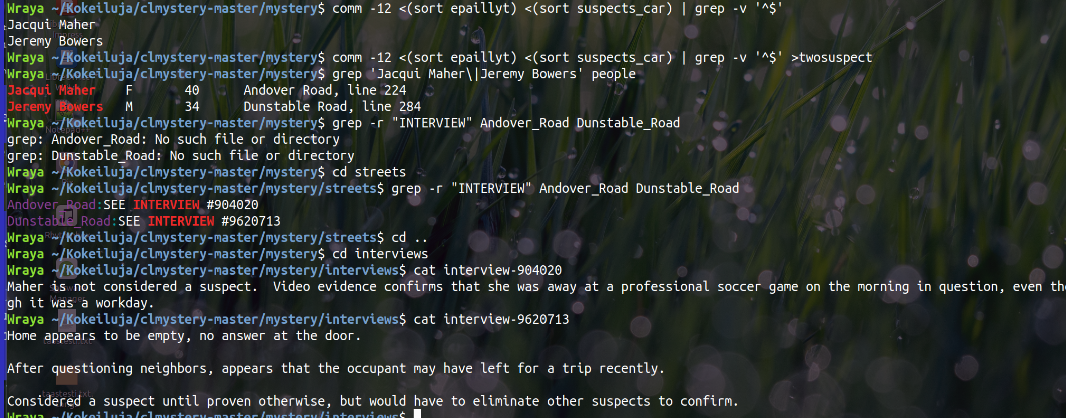 Wraya ~/Kokeiluja/clmystery-master/mystery$ comm -12 <(sort epaillyt) <(sort suspects_car) | grep -v '^$'
Jacqui Maher
Jeremy Bowers
Wraya ~/Kokeiluja/clmystery-master/mystery$ comm -12 <(sort epaillyt) <(sort suspects_car) | grep -v '^$' >twosuspect
Wraya ~/Kokeiluja/clmystery-master/mystery$ grep 'Jacqui Maher\|Jeremy Bowers' people
Jacqui Maher F 40 Andover Road, line 224
Jeremy Bowers M 34 Dunstable Road, line 284
Wraya ~/Kokeiluja/clmystery-master/mystery$ grep -r "INTERVIEW" Andover_Road Dunstable_Road
grep: Andover_Road: No such file or directory
grep: Dunstable_Road: No such file or directory
Wraya ~/Kokeiluja/clmystery-master/mystery$ cd streets
Wraya ~/Kokeiluja/clmystery-master/mystery/streets$ grep -r "INTERVIEW" Andover_Road Dunstable_Road
Andover_Road:SEE INTERVIEW #904020
Dunstable_Road:SEE INTERVIEW #9620713
Wraya ~/Kokeiluja/clmystery-master/mystery/streets$ cd ..
Wraya ~/Kokeiluja/clmystery-master/mystery$ cd interviews
Wraya ~/Kokeiluja/clmystery-master/mystery/interviews$ cat interview-904020
Maher is not considered a suspect.  Video evidence confirms that she was away at a professional soccer game on the morning in question, even tho
gh it was a workday.
Wraya ~/Kokeiluja/clmystery-master/mystery/interviews$ cat interview-9620713
Home appears to be empty, no answer at the door.
After questioning neighbors, appears that the occupant may have left for a trip recently.
Considered a suspect until proven otherwise, but would have to eliminate other suspects to confirm.
Wraya ~/Kokeiluja/clmystery-master/mystery/interviews$